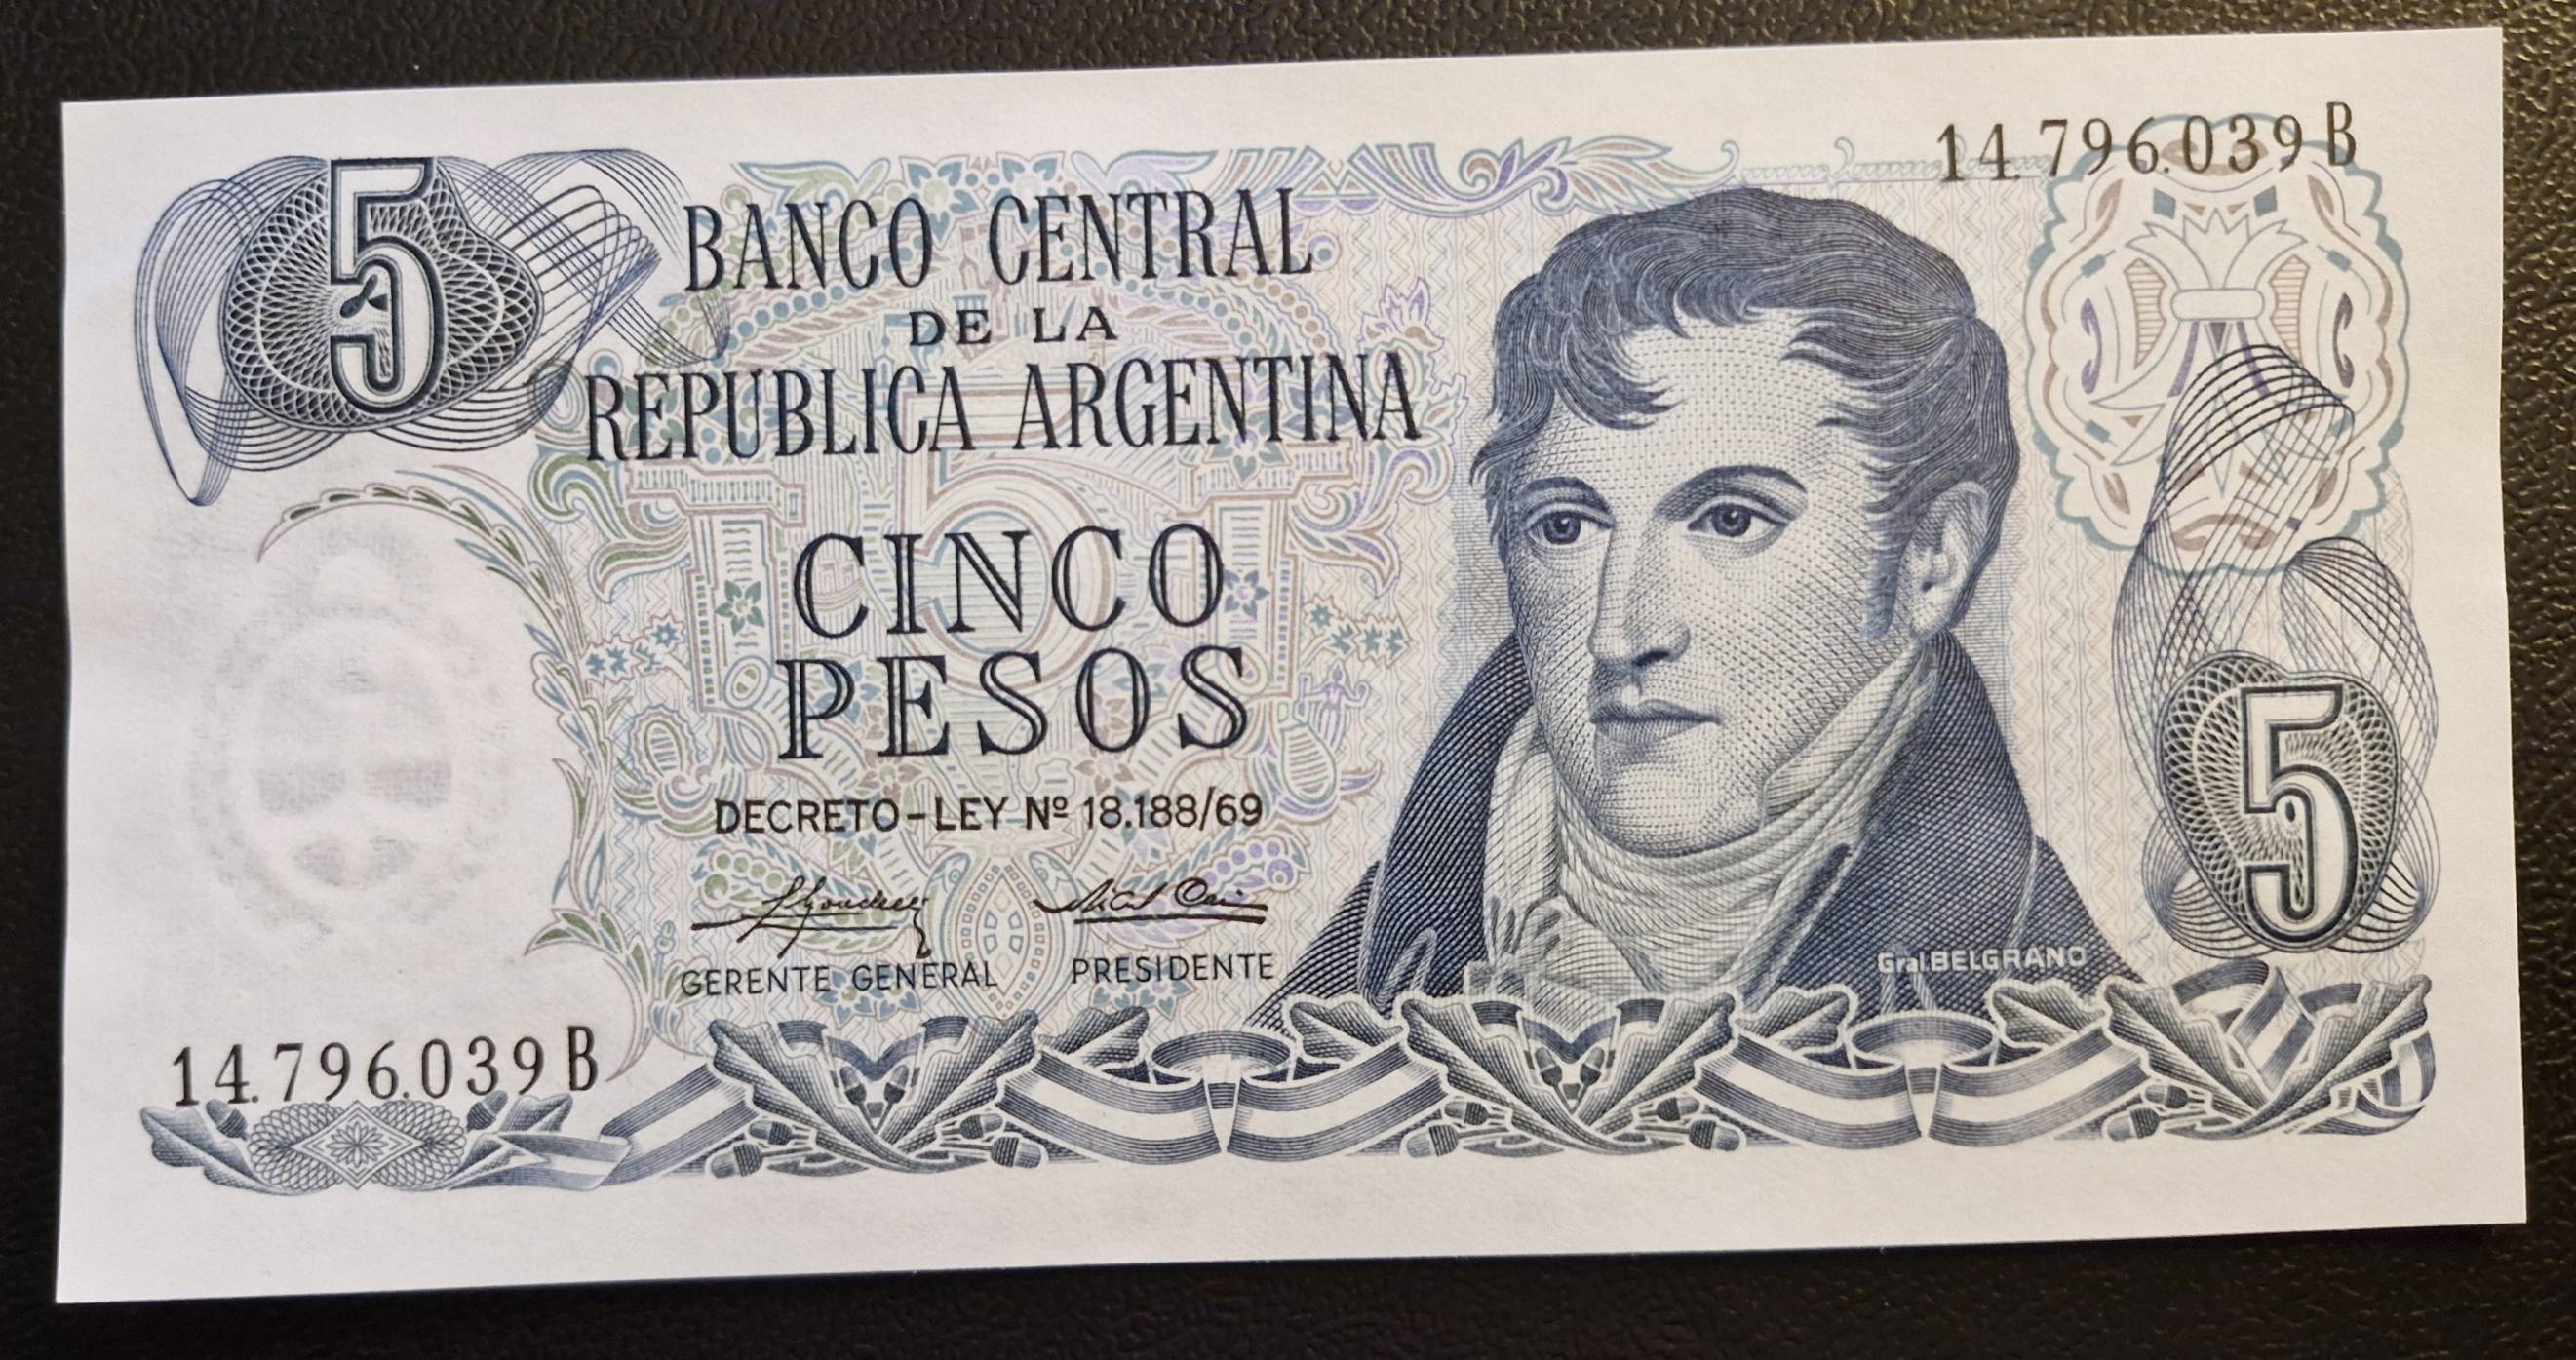 14.796.039 B
5
BANCO CENTRAL
DE LA
REPUBLICA ARGENTINA
CINCO
PESOS
DECRETO-LEY Nº 18.188/69
GERENTE GENERAL PRESIDENTE
Gral.BELGRANO
5
14.796.039 B